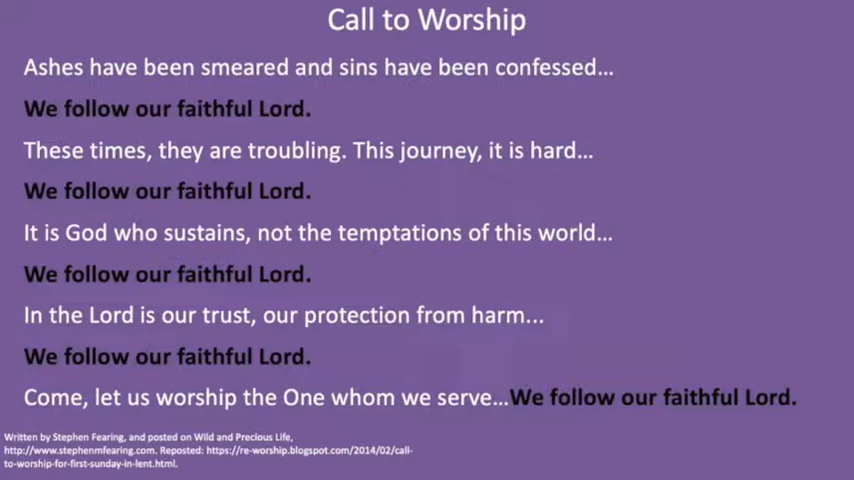 Call to Worship
Ashes have been smeared and sins have been confessed...
We follow our faithful Lord.
These times, they are troubling. This journey, it is hard...
We follow our faithful Lord.
It is God who sustains, not the temptations of this world...
We follow our faithful Lord.
In the Lord is our trust, our protection from harm...
We follow our faithful Lord.
Come, let us worship the One whom we serve...We follow our faithful Lord.
Written by Stephen Fearing, and posted on Wild and Precious Life,
http://www.stephenmfearing.com. Reposted: https://re-worship.blogspot.com/2014/02/call-
to-worship-for-first-sunday-in-lent.html.